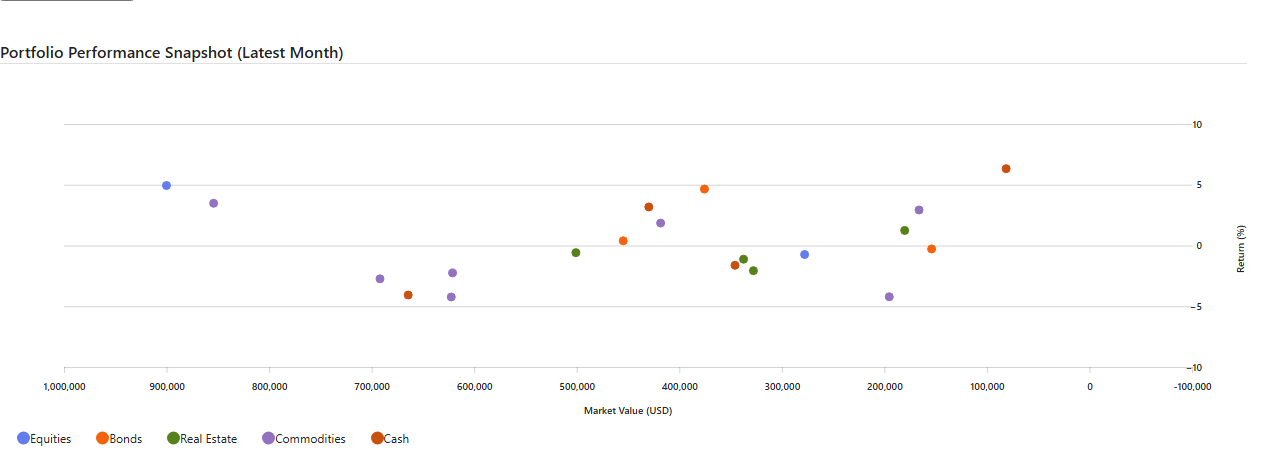 Portfolio Performance Snapshot (Latest Month)
10
5
0
–5
–10
Return (%)
1,000,000 900,000 800,000 700,000 600,000 500,000 400,000 300,000 200,000 100,000 0 -100,000
Market Value (USD)
Equities Bonds Real Estate Commodities Cash